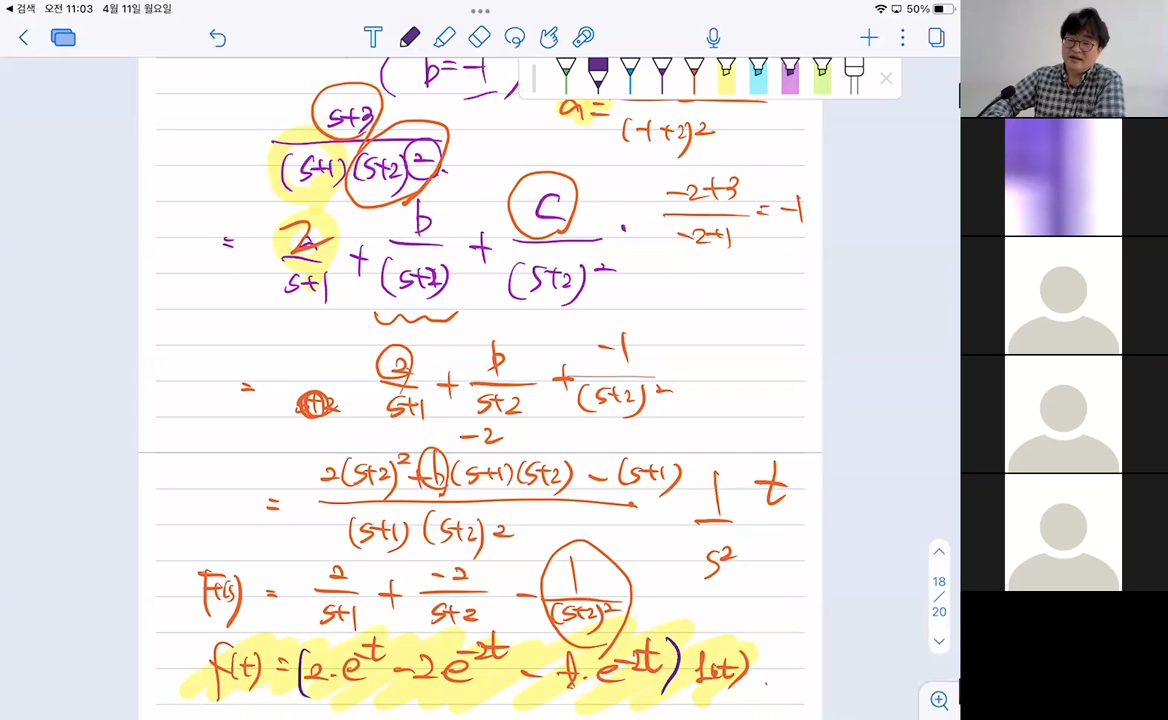 검색 오전 11:03 4월 11일 월요일 50%
( b=-1
s+3 / (s+1)(s+2)^2 .
a= / (-1+2)^2
= 2/(s+1) + b/(s+2) + c/(s+2)^2 .
(-2+3)/(-2+1) = -1
= 2/(s+1) + b/(s+2) + -1/(s+2)^2
-2
= 2(s+2)^2 + b(s+1)(s+2) - (s+1) / (s+1)(s+2)^2
1/s^2 t
F(s) = 2/(s+1) + -2/(s+2) - 1/(s+2)^2
f(t) = (2·e^-t - 2e^-2t - t·e^-2t) 1(t) .
18
/
20